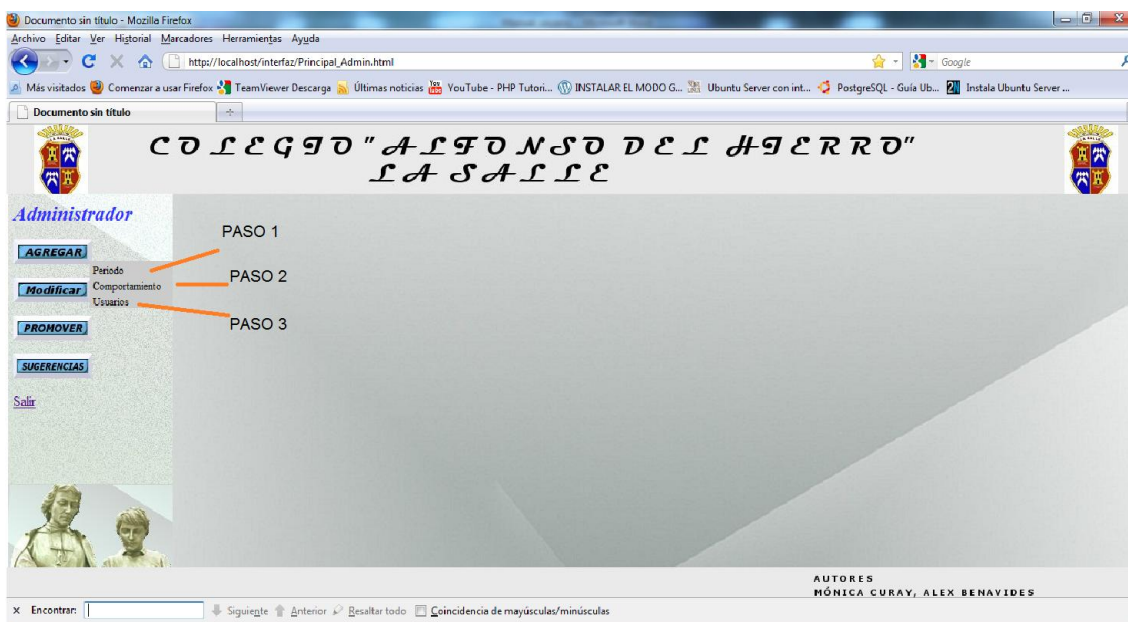 Documento sin título - Mozilla Firefox
Archivo Editar Ver Historial Marcadores Herramientas Ayuda
http://localhost/interfaz/Principal_Admin.html
Google
Más visitados Comenzar a usar Firefox TeamViewer Descarga Últimas noticias YouTube - PHP Tutori... INSTALAR EL MODO G... Ubuntu Server con int... PostgreSQL - Guía Ub... Instala Ubuntu Server ...
Documento sin título
COLEGIO "ALFONSO DEL HIERRO"
LA SALLE
Administrador
PASO 1
AGREGAR
Periodo
PASO 2
Modificar
Comportamiento
Usuarios
PASO 3
PROMOVER
SUGERENCIAS
Salir
AUTORES
MÓNICA CURAY, ALEX BENAVIDES
x Encontrar: Siguiente Anterior Resaltar todo Coincidencia de mayúsculas/minúsculas